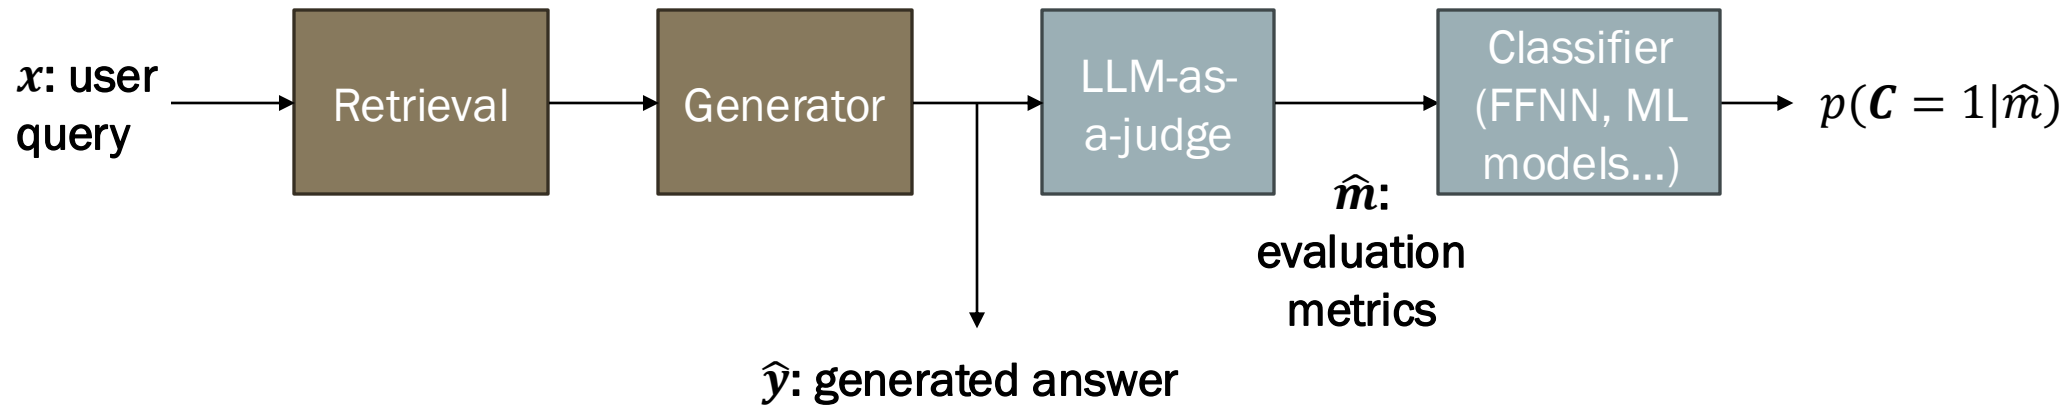 x: user
query
Retrieval
Generator
LLM-as-
a-judge
Classifier
(FFNN, ML
models...)
p(C = 1|m̂)
m̂:
evaluation
metrics
ŷ: generated answer